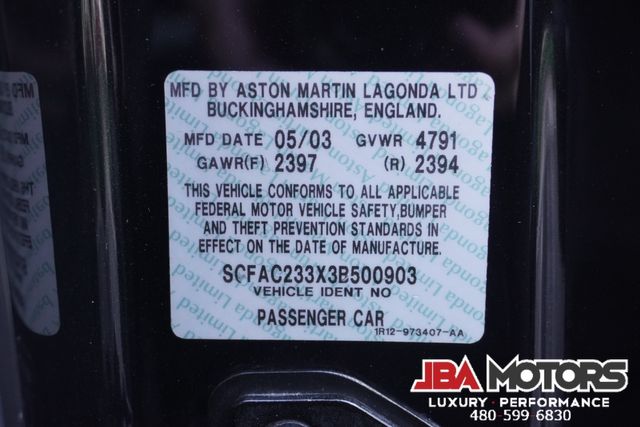 MFD BY ASTON MARTIN LAGONDA LTD
BUCKINGHAMSHIRE, ENGLAND.
MFD DATE 05/03 GVWR 4791
GAWR(F) 2397 (R) 2394
THIS VEHICLE CONFORMS TO ALL APPLICABLE
FEDERAL MOTOR VEHICLE SAFETY,BUMPER
AND THEFT PREVENTION STANDARDS IN
EFFECT ON THE DATE OF MANUFACTURE.
SCFAC233X3B500903
VEHICLE IDENT NO
PASSENGER CAR
1R12-973407-AA
JBA MOTORS
LUXURY • PERFORMANCE
480-599-6830